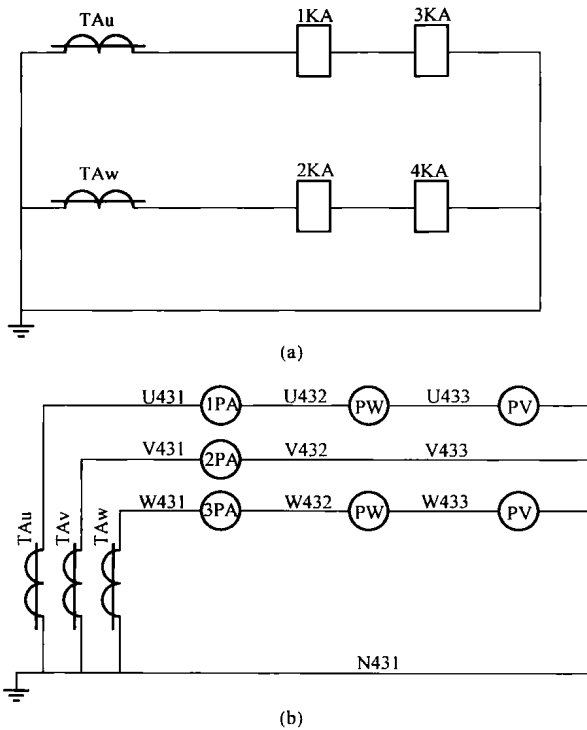 TAu 1KA 3KA
TAw 2KA 4KA
(a)
U431 1PA U432 PW U433 PV
V431 2PA V432 V433
W431 3PA W432 PW W433 PV
TAu TAv TAw
N431
(b)